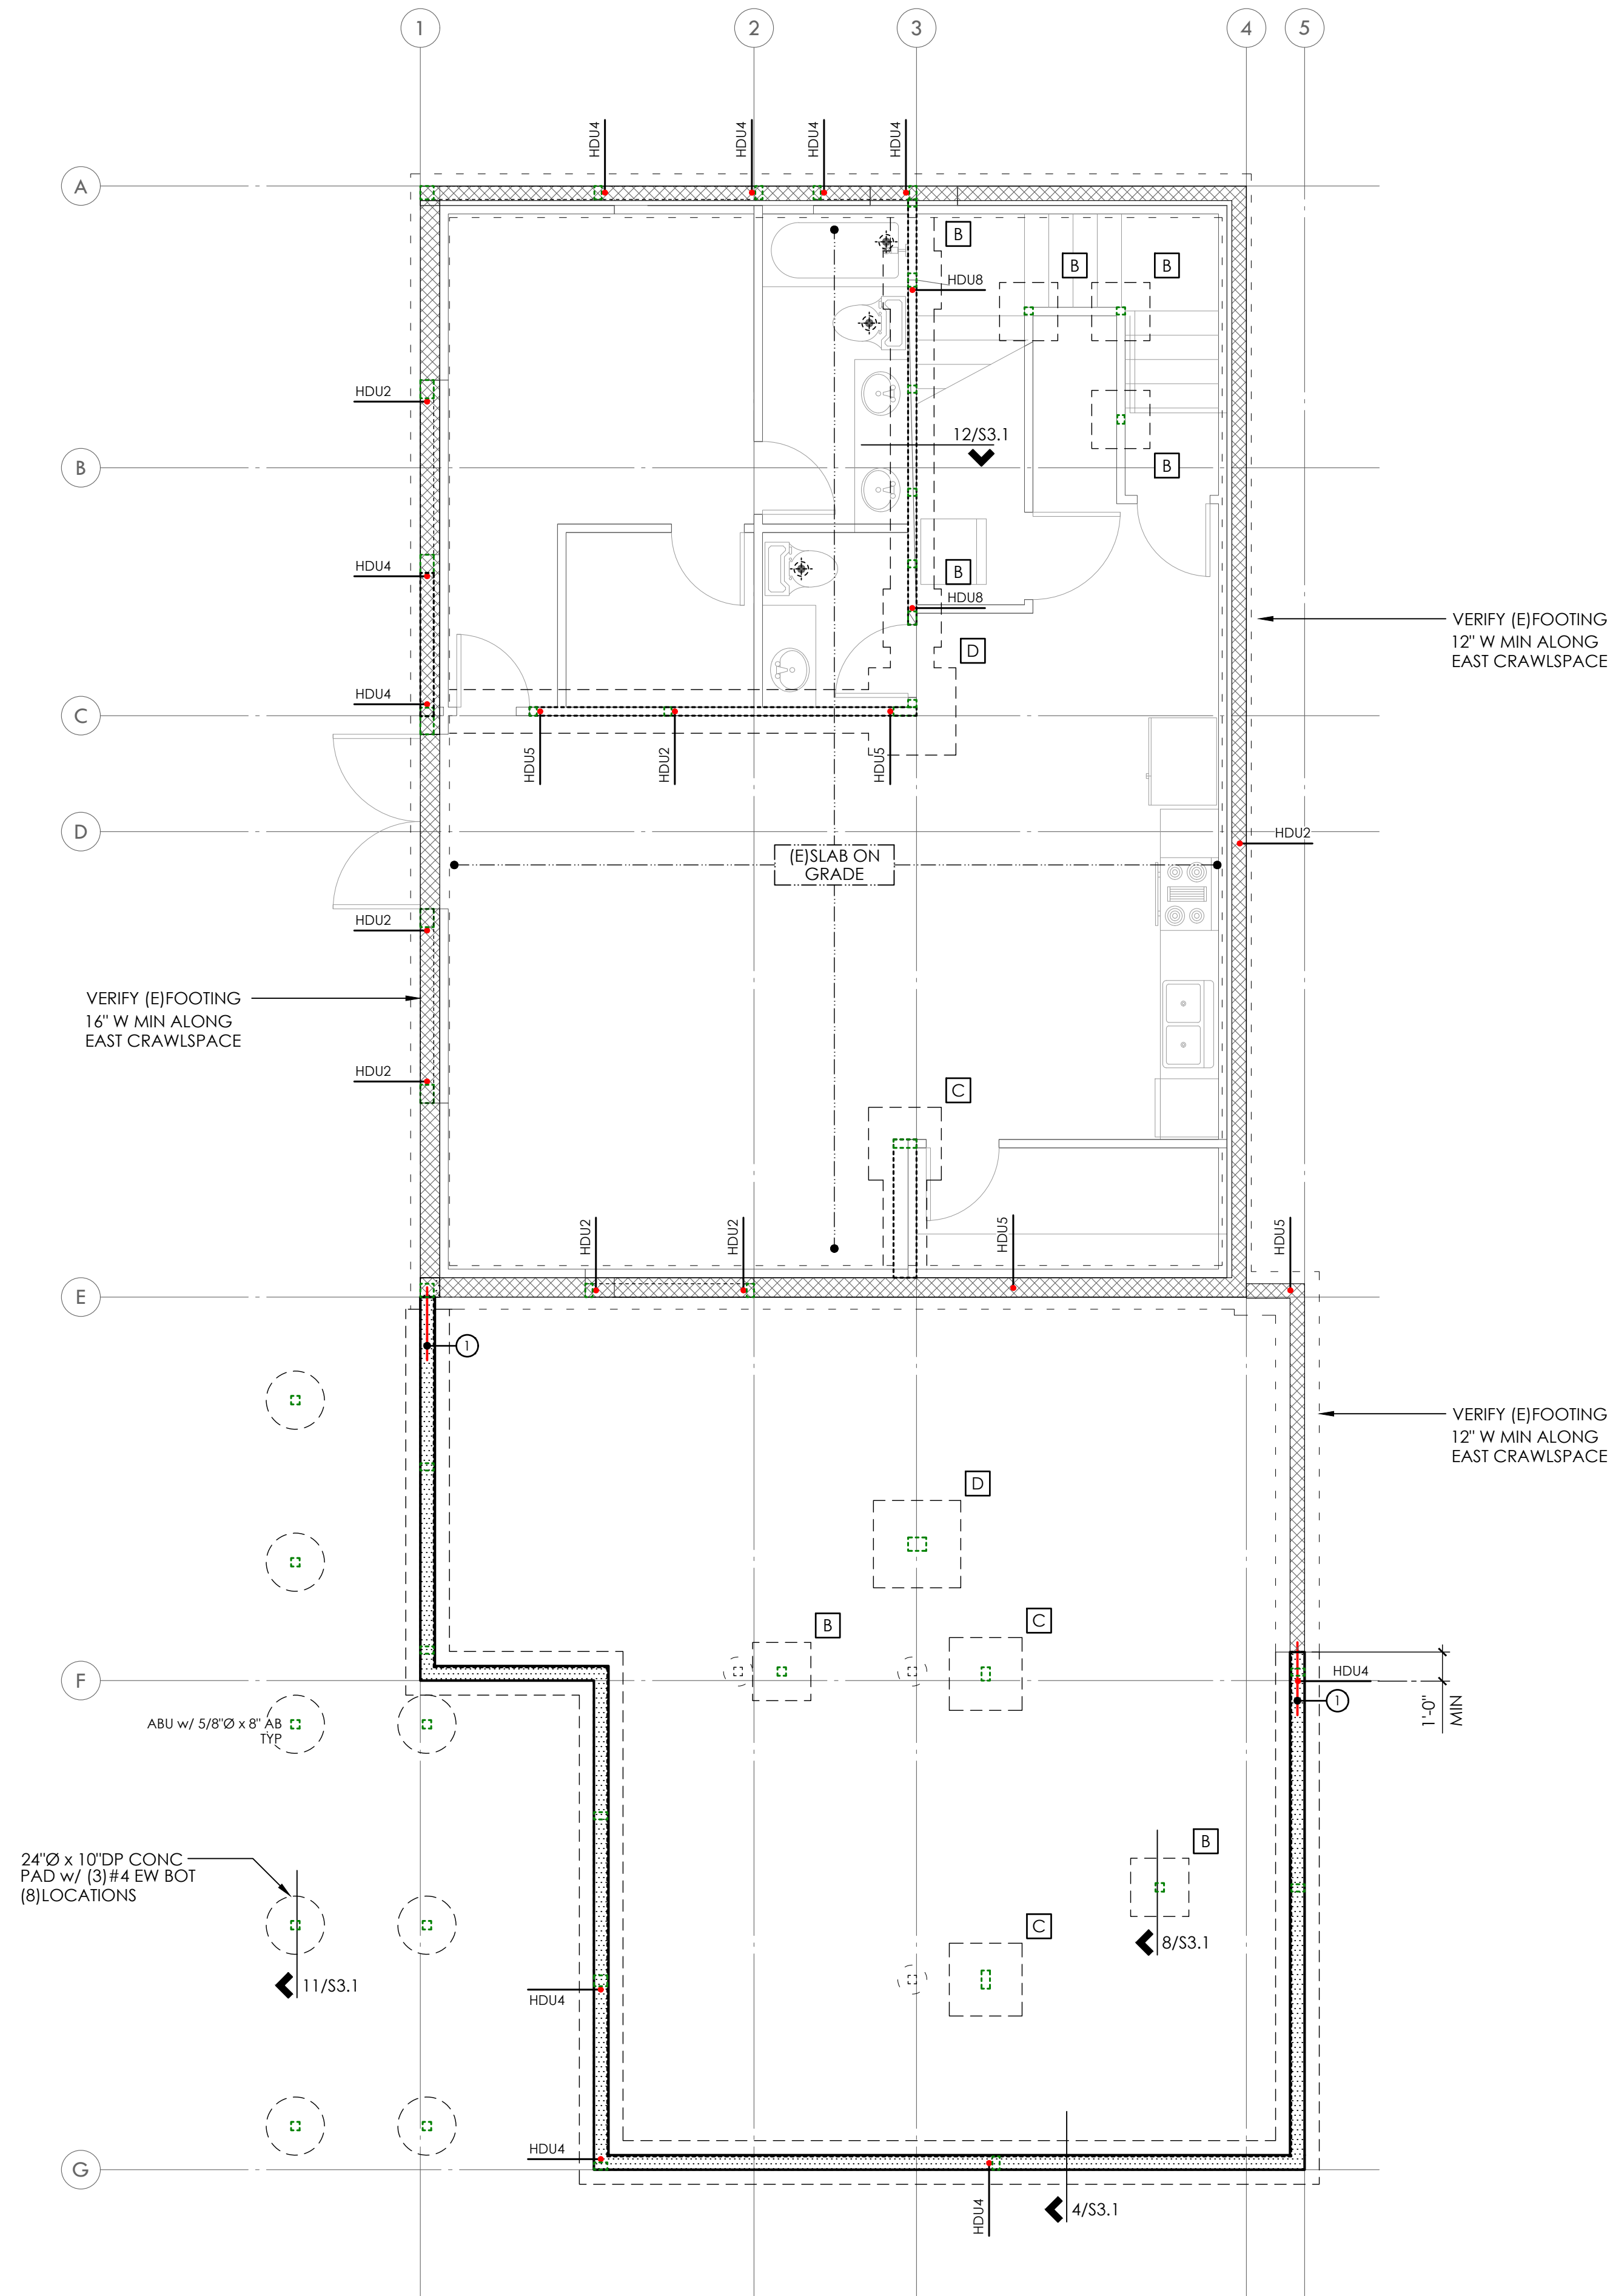 1
2
3
4
5
HDU4
HDU4
HDU4
HDU4
A
B
B
B
HDU8
HDU2
12/S3.1
B
B
HDU4
B
HDU8
VERIFY (E)FOOTING
12" W MIN ALONG
EAST CRAWLSPACE
D
HDU4
C
HDU5
HDU2
HDU5
D
HDU2
(E)SLAB ON
GRADE
HDU2
VERIFY (E)FOOTING
16" W MIN ALONG
EAST CRAWLSPACE
HDU2
C
HDU2
HDU2
HDU5
HDU5
E
1
VERIFY (E)FOOTING
12" W MIN ALONG
EAST CRAWLSPACE
D
B
C
F
HDU4
1
1'-0"
MIN
ABU w/ 5/8"Ø x 8" AB
TYP
24"Ø x 10"DP CONC
PAD w/ (3)#4 EW BOT
(8)LOCATIONS
B
C
8/S3.1
11/S3.1
HDU4
HDU4
G
HDU4
4/S3.1